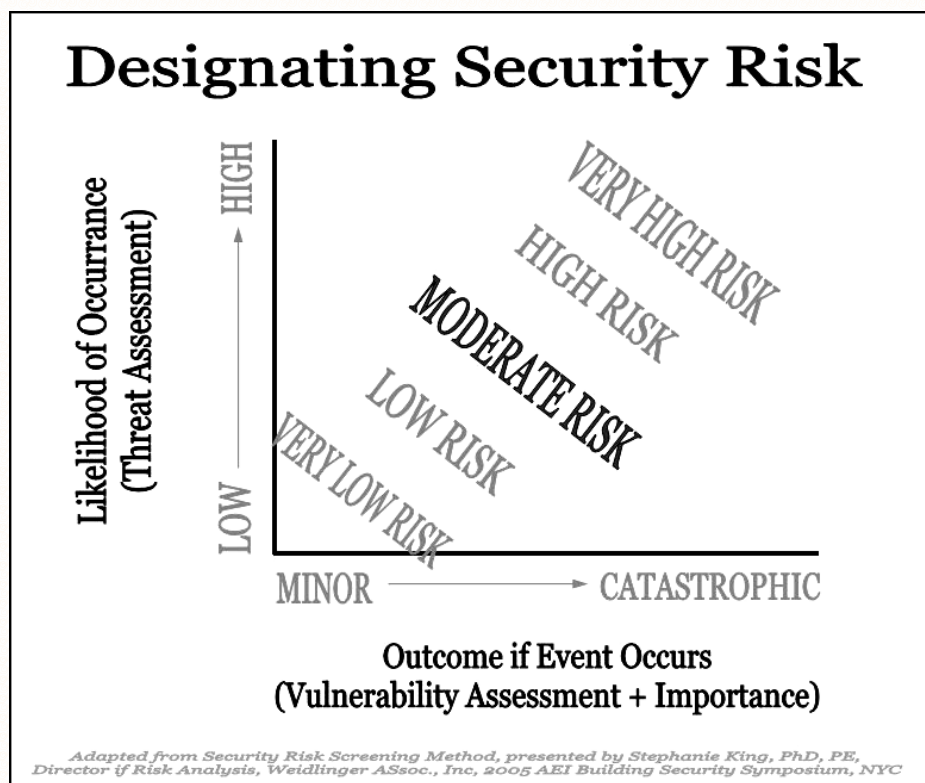 Designating Security Risk
Likelihood of Occurrance
(Threat Assessment)
HIGH
LOW
VERY HIGH RISK
HIGH RISK
MODERATE RISK
LOW RISK
VERY LOW RISK
MINOR
CATASTROPHIC
Outcome if Event Occurs
(Vulnerability Assessment + Importance)
Adapted from Security Risk Screening Method, presented by Stephanie King, PhD, PE,
Director if Risk Analysis, Weidlinger ASsoc., Inc, 2005 AEI Building Security Symposium, NYC